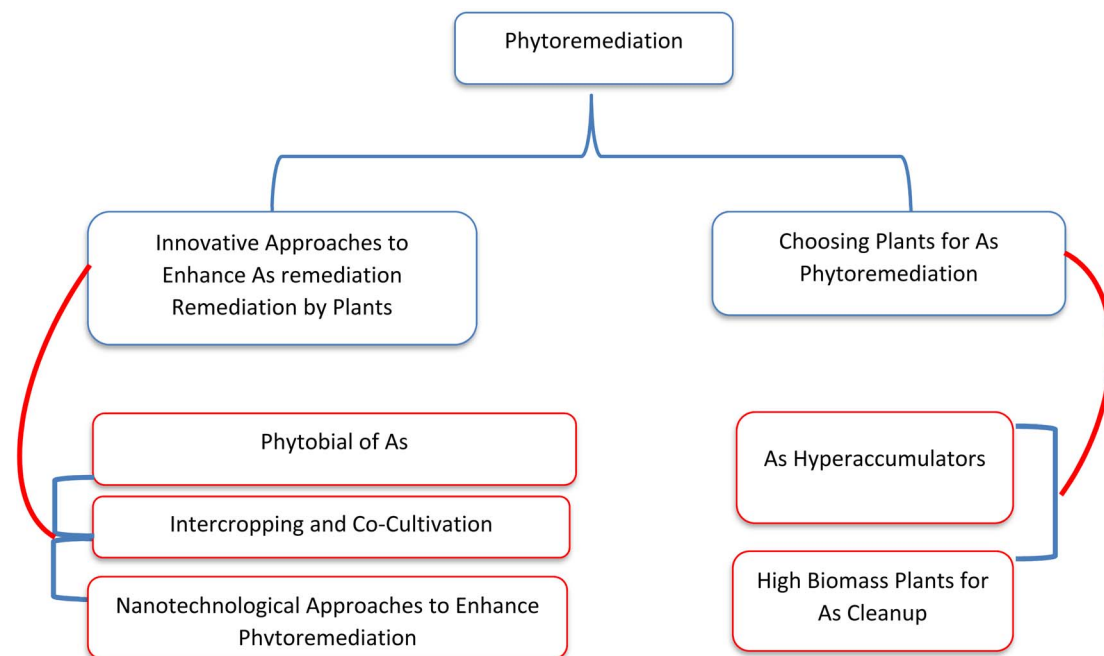 Phytoremediation
Innovative Approaches to
Enhance As remediation
Remediation by Plants
Choosing Plants for As
Phytoremediation
Phytobial of As
Intercropping and Co-Cultivation
Nanotechnological Approaches to Enhance
Phytoremediation
As Hyperaccumulators
High Biomass Plants for
As Cleanup